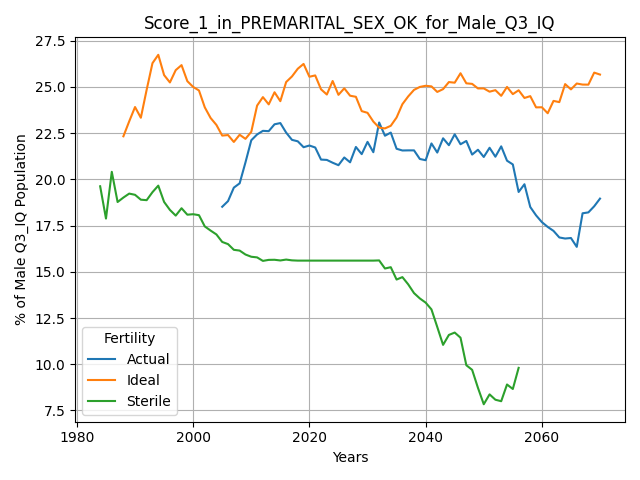 Score_1_in_PREMARITAL_SEX_OK_for_Male_Q3_IQ
27.5
25.0
22.5
20.0
17.5
15.0
12.5
10.0
7.5
% of Male Q3_IQ Population
Fertility
Actual
Ideal
Sterile
1980 2000 2020 2040 2060
Years